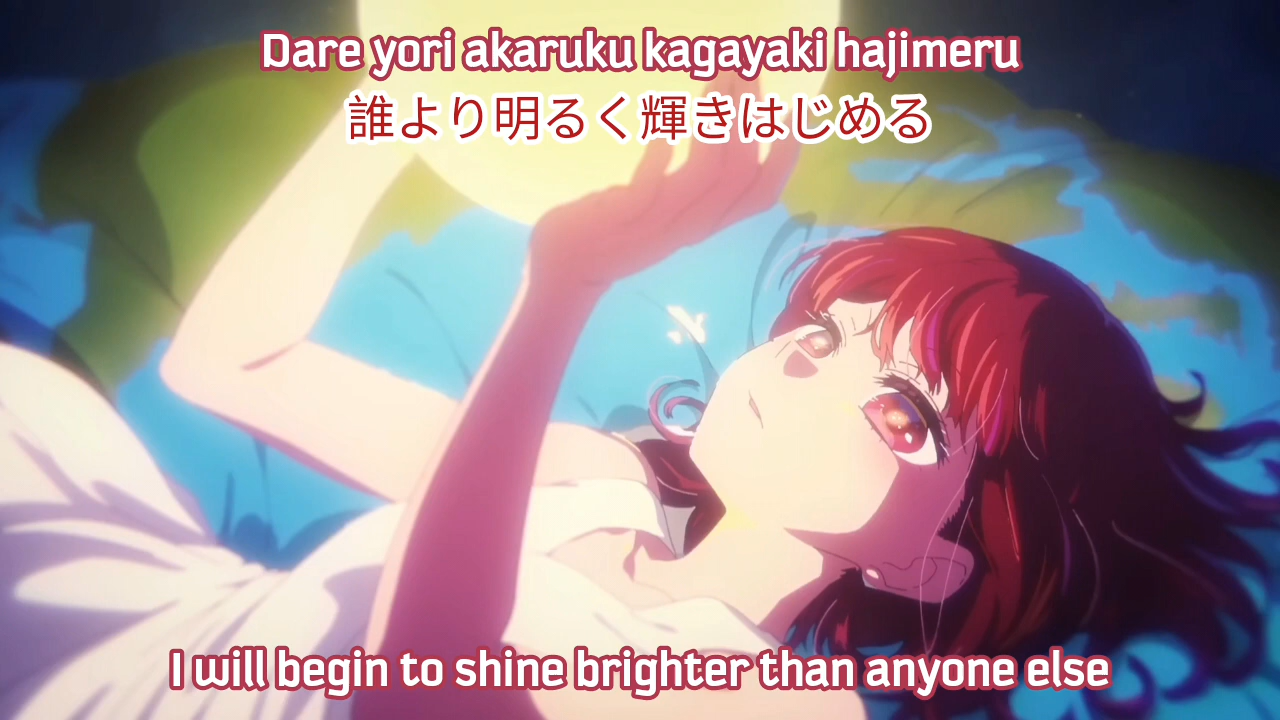 Dare yori akaruku kagayaki hajimeru
誰より明るく輝きはじめる
I will begin to shine brighter than anyone else